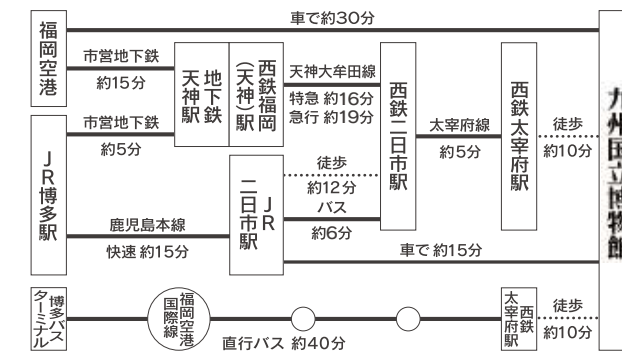 車で約30分
福岡空港
市営地下鉄
約15分
地下鉄
天神駅
西鉄福岡
(天神)駅
天神大牟田線
特急 約16分
急行 約19分
西鉄二日市駅
太宰府線
約5分
西鉄太宰府駅
徒歩
約10分
九州国立博物館
JR博多駅
市営地下鉄
約5分
鹿児島本線
快速 約15分
JR
二日市駅
徒歩
約12分
バス
約6分
車で 約15分
博多バス
ターミナル
福岡空港
国際線
直行バス 約40分
西鉄
太宰府駅
徒歩
約10分